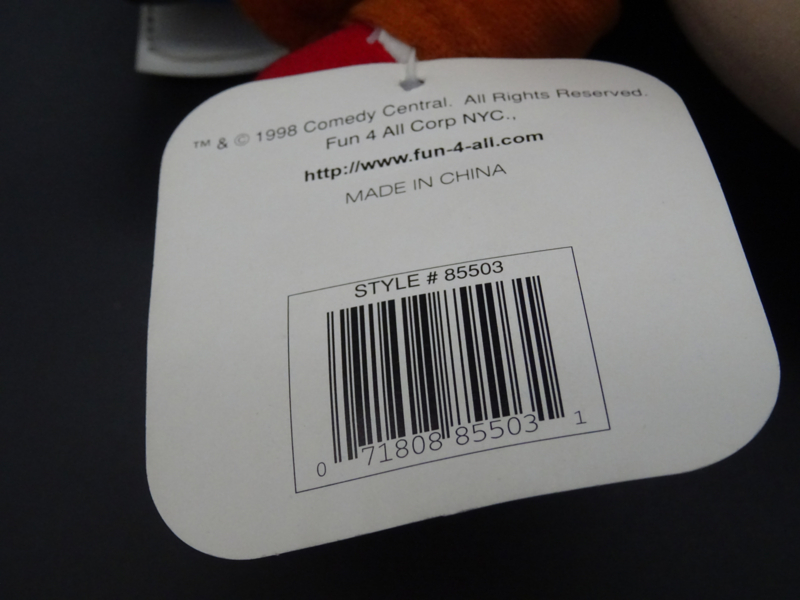 ™ & © 1998 Comedy Central. All Rights Reserved.
Fun 4 All Corp NYC.,
http://www.fun-4-all.com
MADE IN CHINA
STYLE # 85503
0 71808 85503 1